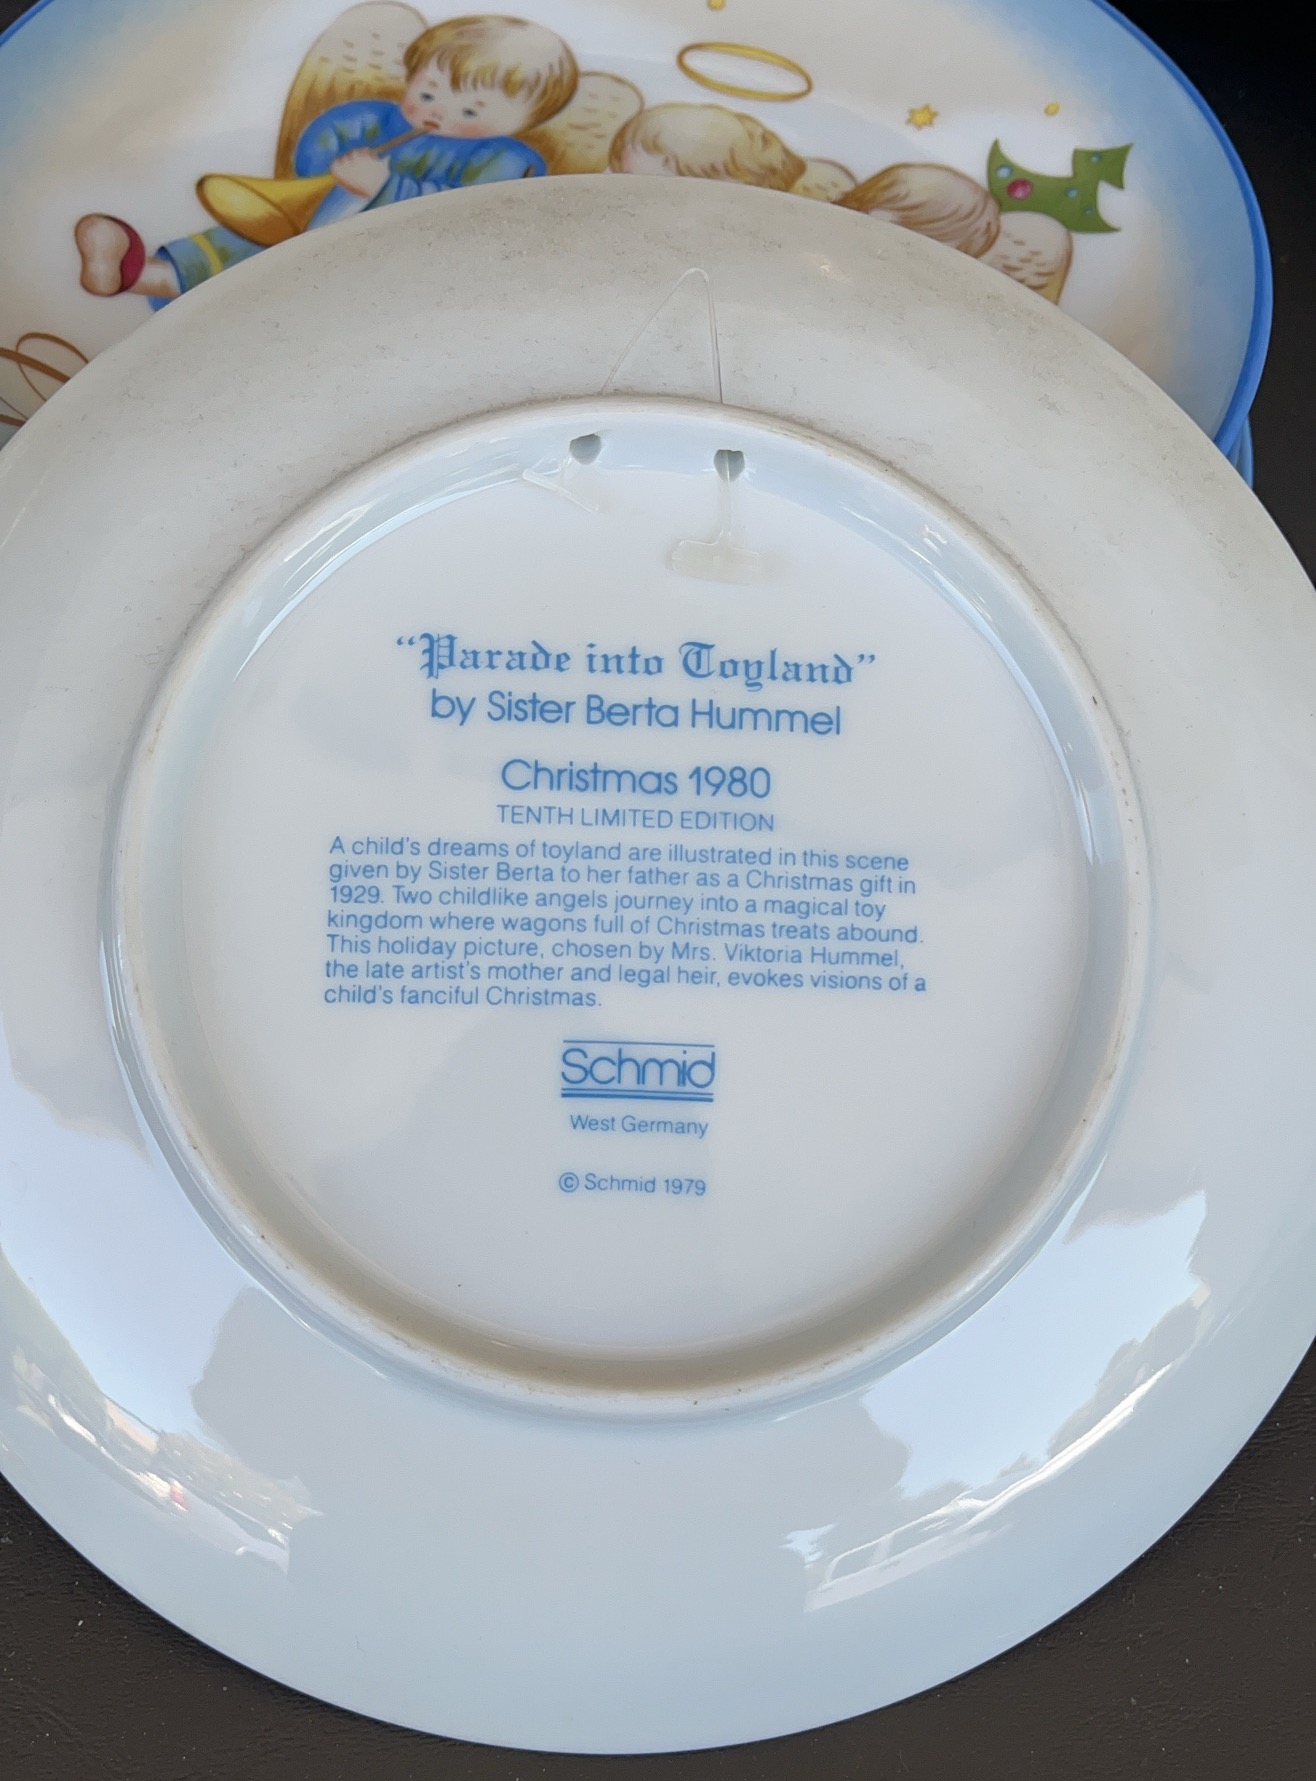 “Parade into Toyland”
by Sister Berta Hummel
Christmas 1980
TENTH LIMITED EDITION
A child's dreams of toyland are illustrated in this scene
given by Sister Berta to her father as a Christmas gift in
1929. Two childlike angels journey into a magical toy
kingdom where wagons full of Christmas treats abound.
This holiday picture, chosen by Mrs. Viktoria Hummel,
the late artist's mother and legal heir, evokes visions of a
child's fanciful Christmas.
Schmid
West Germany
© Schmid 1979